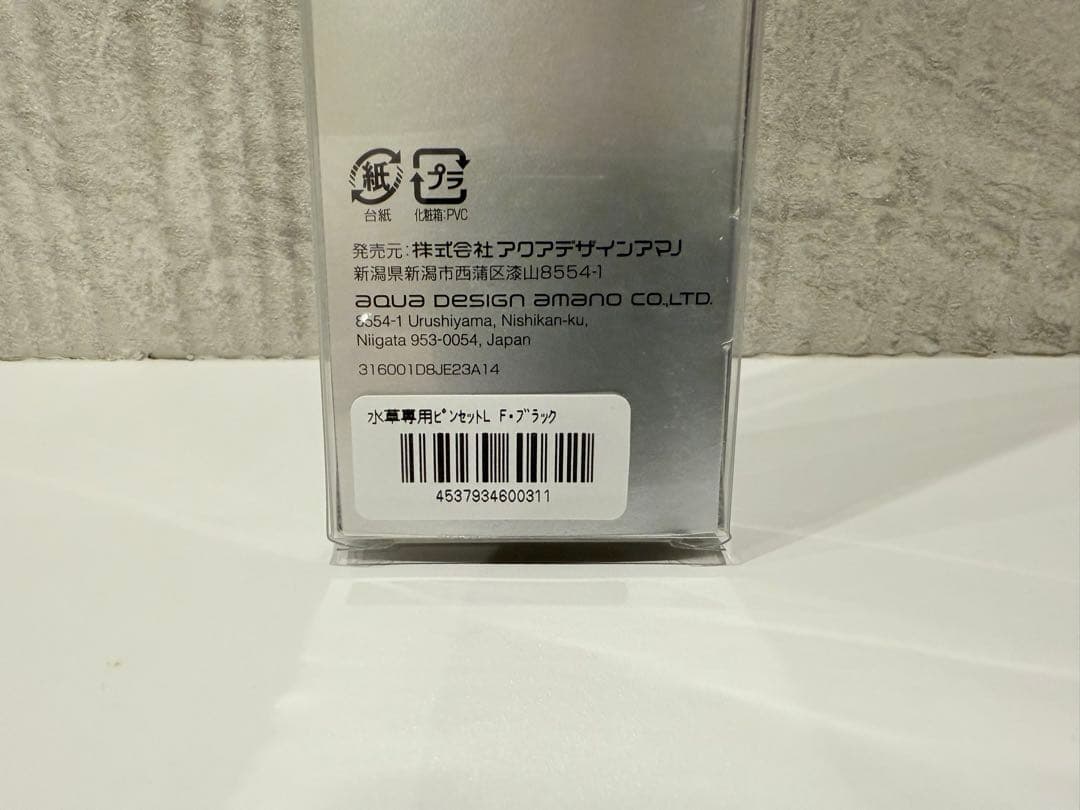 紙 プラ
台紙 化粧箱:PVC
発売元:株式会社アクアデザインアマノ
新潟県新潟市西蒲区漆山8554-1
aqua Design amano CO.,LTD.
8554-1 Urushiyama, Nishikan-ku,
Niigata 953-0054, Japan
316001D8JE23A14
水草専用ﾋﾟﾝｾｯﾄL F・ﾌﾞﾗｯｸ
4537934600311